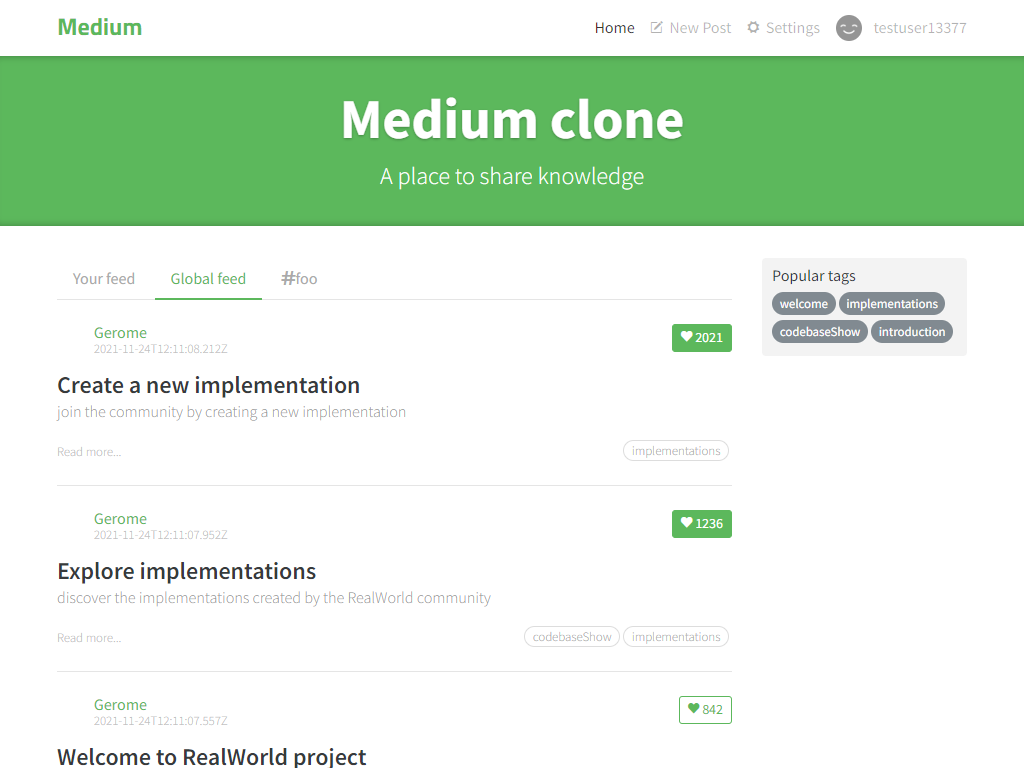 Medium
Home New Post Settings testuser13377
Medium clone
A place to share knowledge
Your feed Global feed #foo
Popular tags
welcome implementations
codebaseShow introduction
Gerome
2021-11-24T12:11:08.212Z
2021
Create a new implementation
join the community by creating a new implementation
Read more...
implementations
Gerome
2021-11-24T12:11:07.952Z
1236
Explore implementations
discover the implementations created by the RealWorld community
Read more...
codebaseShow implementations
Gerome
2021-11-24T12:11:07.557Z
842
Welcome to RealWorld project